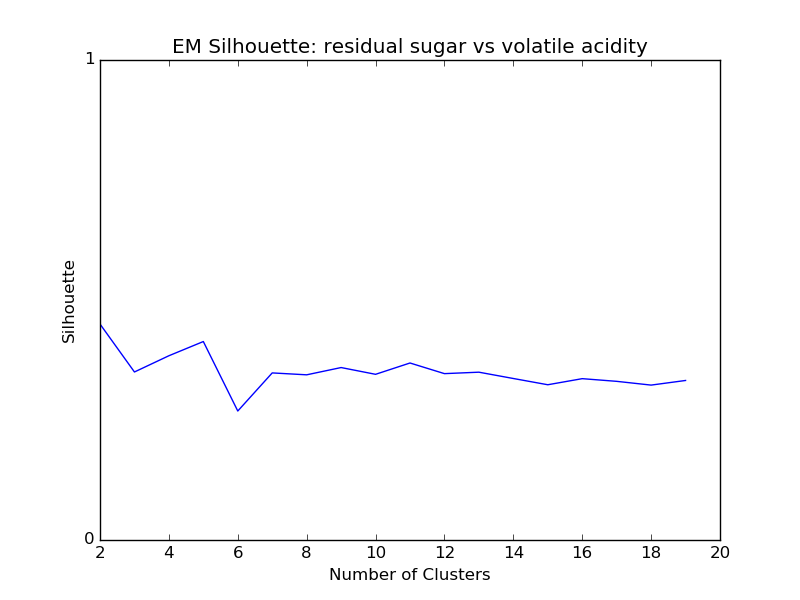 EM Silhouette: residual sugar vs volatile acidity
1
Silhouette
0
2 4 6 8 10 12 14 16 18 20
Number of Clusters